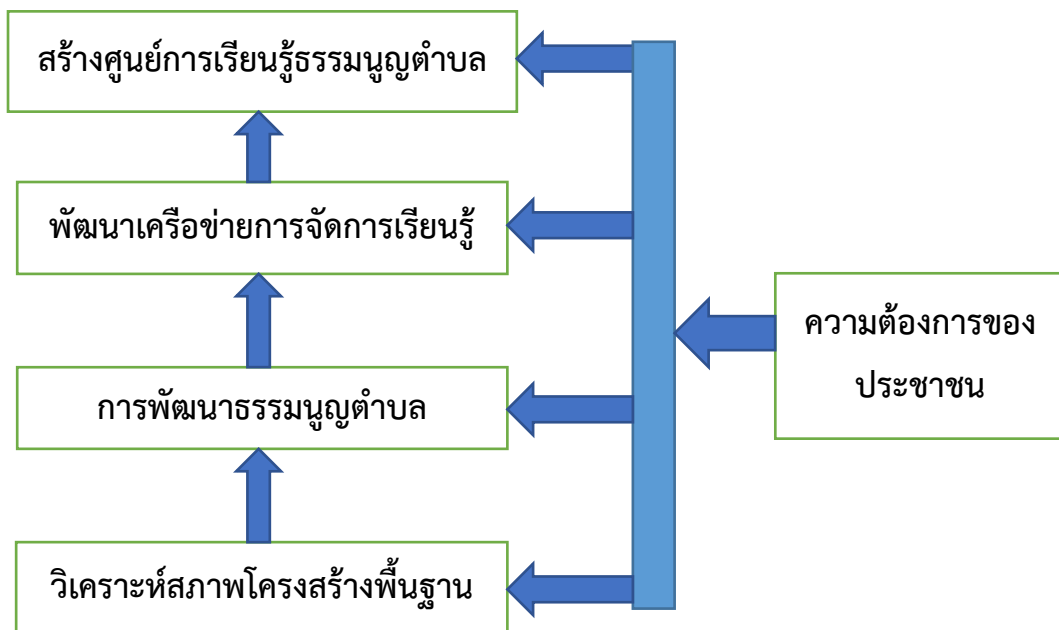 สร้างศูนย์การเรียนรู้ธรรมนูญตำบล
พัฒนาเครือข่ายการจัดการเรียนรู้
ความต้องการของ
ประชาชน
การพัฒนาธรรมนูญตำบล
วิเคราะห์สภาพโครงสร้างพื้นฐาน